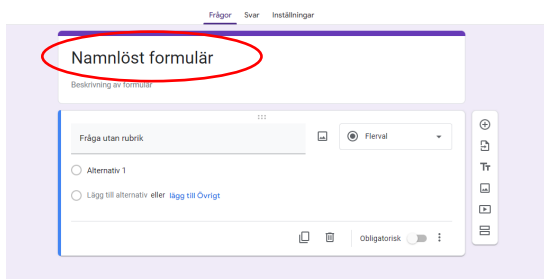 Frågor Svar Inställningar
Namnlöst formulär
Beskrivning av formulär
Fråga utan rubrik
Flerval
Alternativ 1
Lägg till alternativ eller lägg till Övrigt
Obligatorisk
Tт